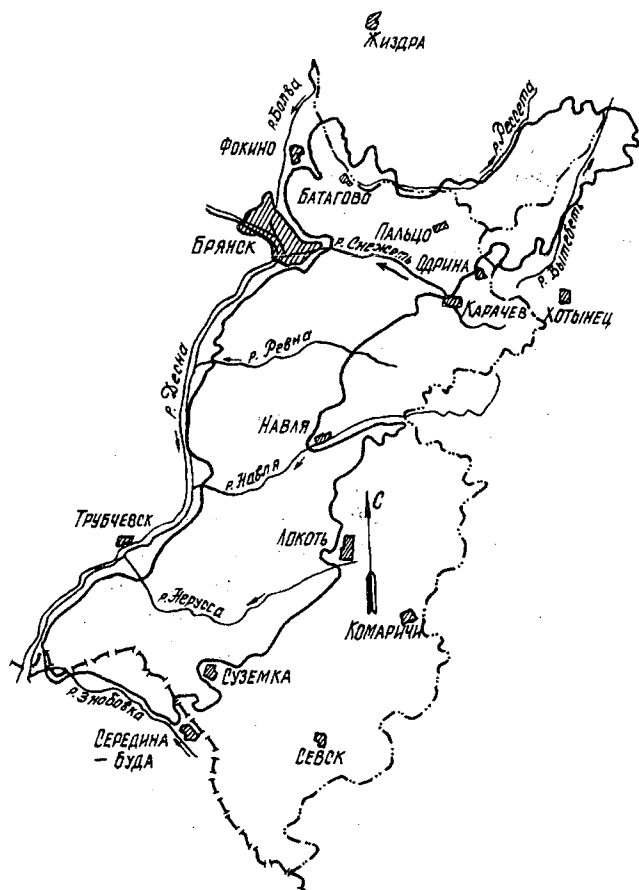 ЖИЗДРА
р. Болва
р. Рессета
ФОКИНО
БАТАГОВО
ПАЛЬЦО
БРЯНСК
р. Снежеть
ОДРИНА
р. Вытебеть
КАРАЧЕВ
ХОТЫНЕЦ
р. Ревна
р. Десна
НАВЛЯ
р. Навля
С
ТРУБЧЕВСК
ЛОКОТЬ
р. Нерусса
КОМАРИЧИ
СУЗЕМКА
р. Знобовка
СЕРЕДИНА
– БУДА
СЕВСК